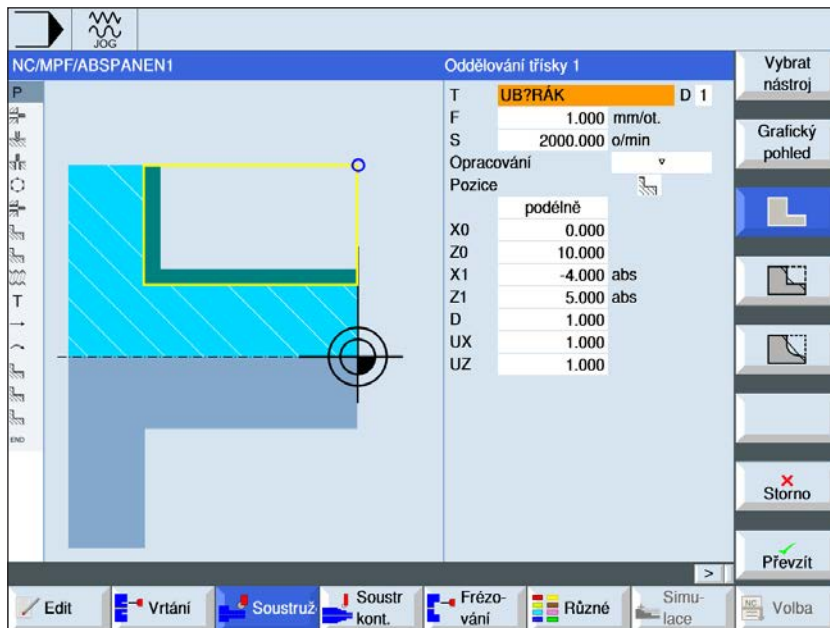 JOG
NC/MPF/ABSPANEN1
Oddělování třísky 1
P
T
END
T UB?RÁK D 1
F 1.000 mm/ot.
S 2000.000 o/min
Opracování ▿
Pozice
podélně
X0 0.000
Z0 10.000
X1 -4.000 abs
Z1 5.000 abs
D 1.000
UX 1.000
UZ 1.000
>
Vybrat
nástroj
Grafický
pohled
Storno
Převzít
Edit
Vrtání
Soustruž
Soustr
kont.
Frézo-
vání
Různé
Simu-
lace
NC
Volba